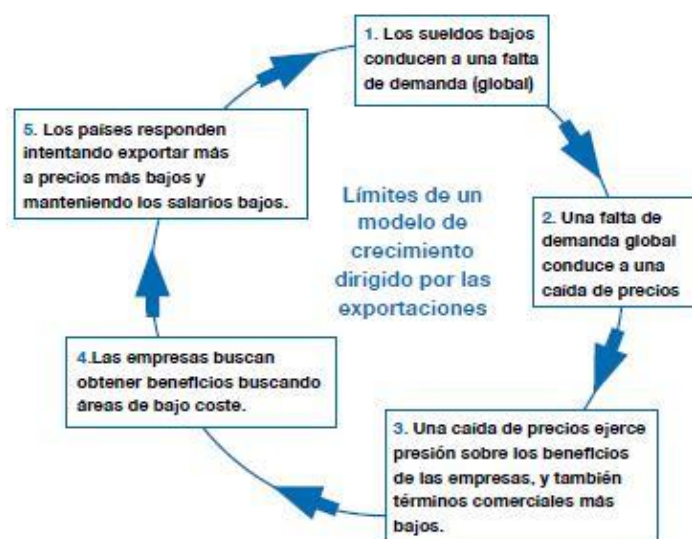 1. Los sueldos bajos
conducen a una falta
de demanda (global)
2. Una falta de
demanda global
conduce a una
caída de precios
3. Una caída de precios ejerce
presión sobre los beneficios
de las empresas, y también
términos comerciales más
bajos.
4.Las empresas buscan
obtener beneficios buscando
áreas de bajo coste.
5. Los países responden
intentando exportar más
a precios más bajos y
manteniendo los salarios bajos.
Límites de un
modelo de
crecimiento
dirigido por las
exportaciones